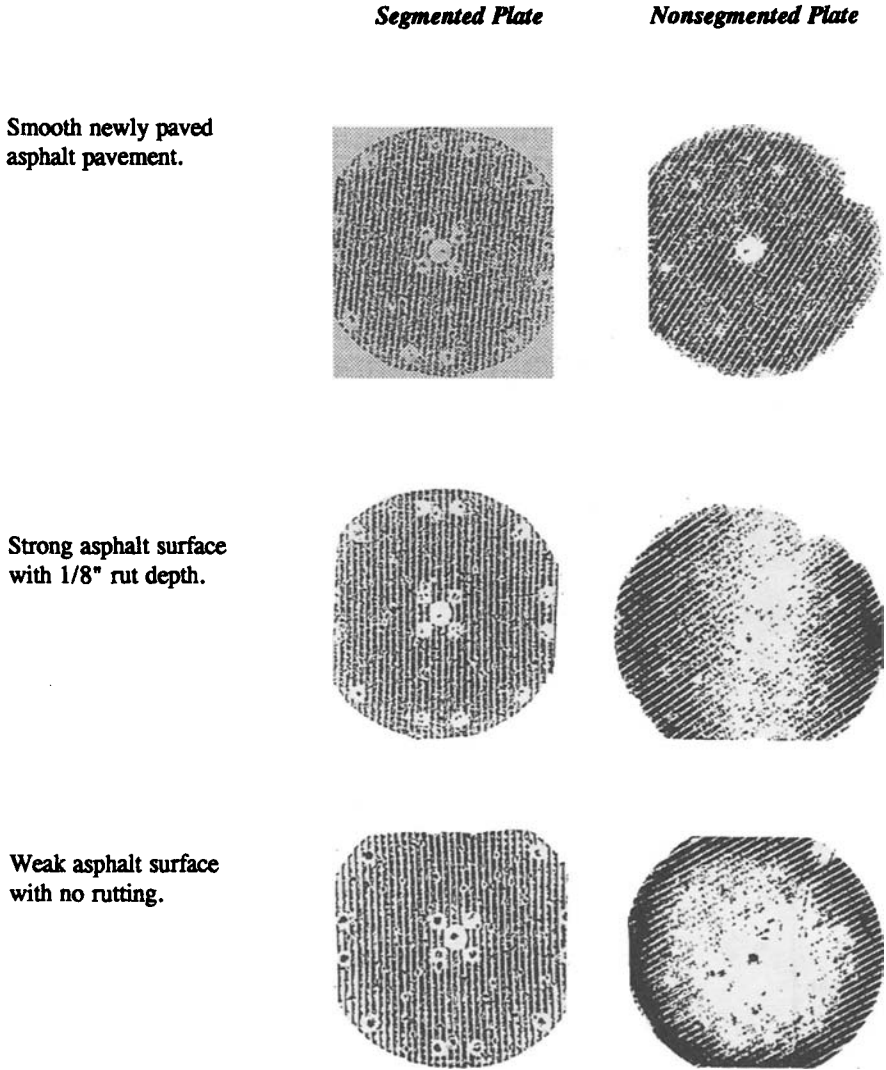 Segmented Plate
Nonsegmented Plate
Smooth newly paved
asphalt pavement.
Strong asphalt surface
with 1/8" rut depth.
Weak asphalt surface
with no rutting.